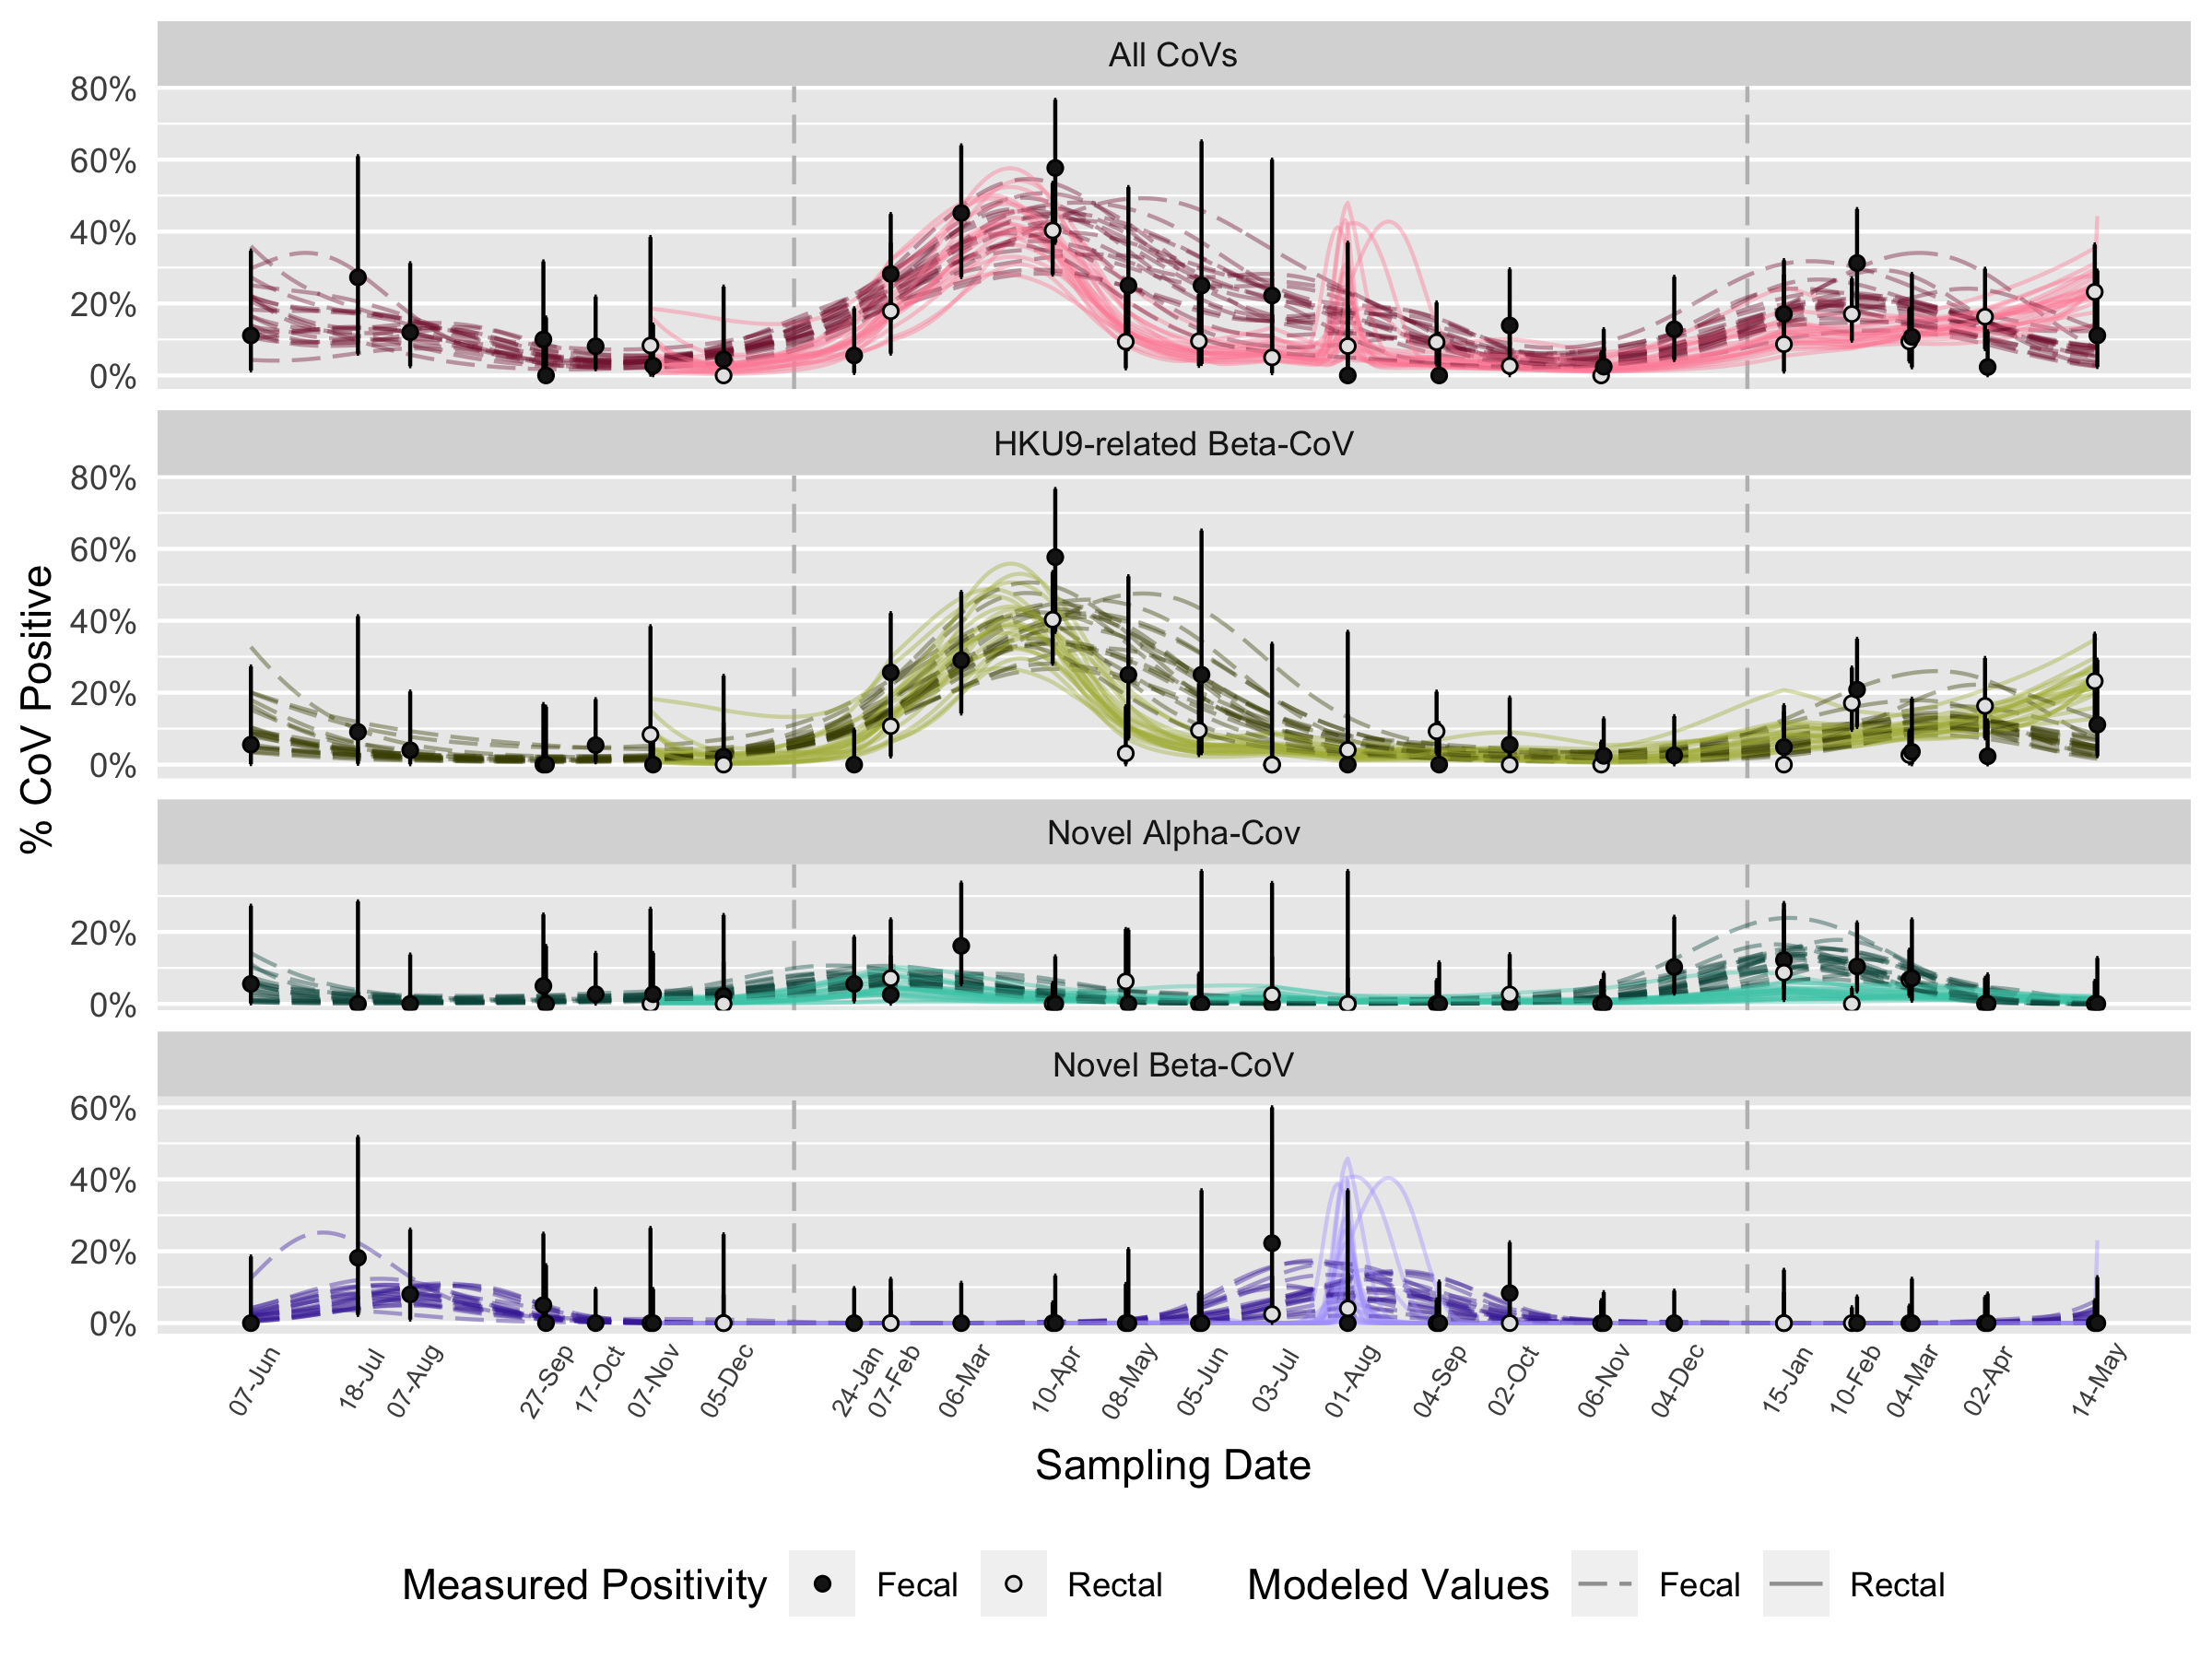 All CoVs
80%
60%
40%
20%
0%
HKU9-related Beta-CoV
80%
60%
40%
20%
0%
Novel Alpha-Cov
20%
0%
Novel Beta-CoV
60%
40%
20%
0%
% CoV Positive
07-Jun
18-Jul
07-Aug
27-Sep
17-Oct
07-Nov
05-Dec
24-Jan
07-Feb
06-Mar
10-Apr
08-May
05-Jun
03-Jul
01-Aug
04-Sep
02-Oct
06-Nov
04-Dec
15-Jan
10-Feb
04-Mar
02-Apr
14-May
Sampling Date
Measured Positivity Fecal Rectal Modeled Values Fecal Rectal